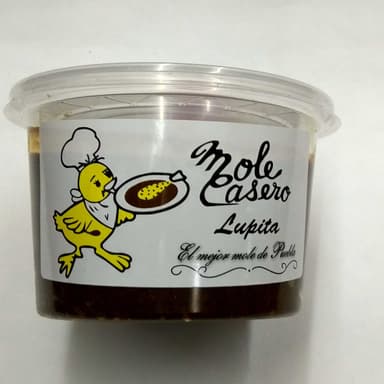 Mole
Casero
Lupita
El mejor mole de Puebla